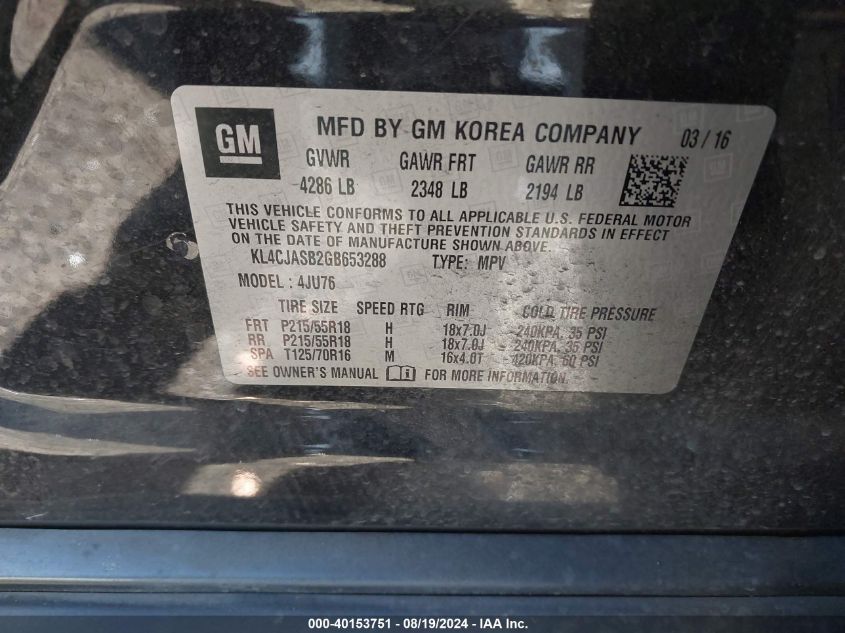 GM MFD BY GM KOREA COMPANY 03/16
GVWR GAWR FRT GAWR RR
4286 LB 2348 LB 2194 LB
THIS VEHICLE CONFORMS TO ALL APPLICABLE U.S. FEDERAL MOTOR
VEHICLE SAFETY AND THEFT PREVENTION STANDARDS IN EFFECT
ON THE DATE OF MANUFACTURE SHOWN ABOVE.
KL4CJASB2GB653288 TYPE: MPV
MODEL : 4JU76
TIRE SIZE SPEED RTG RIM COLD TIRE PRESSURE
FRT P215/55R18 H 18x7.0J 240KPA, 35 PSI
RR P215/55R18 H 18x7.0J 240KPA, 35 PSI
SPA T125/70R16 M 16x4.0T 420KPA, 60 PSI
SEE OWNER'S MANUAL FOR MORE INFORMATION.
000-40153751 - 08/19/2024 - IAA Inc.